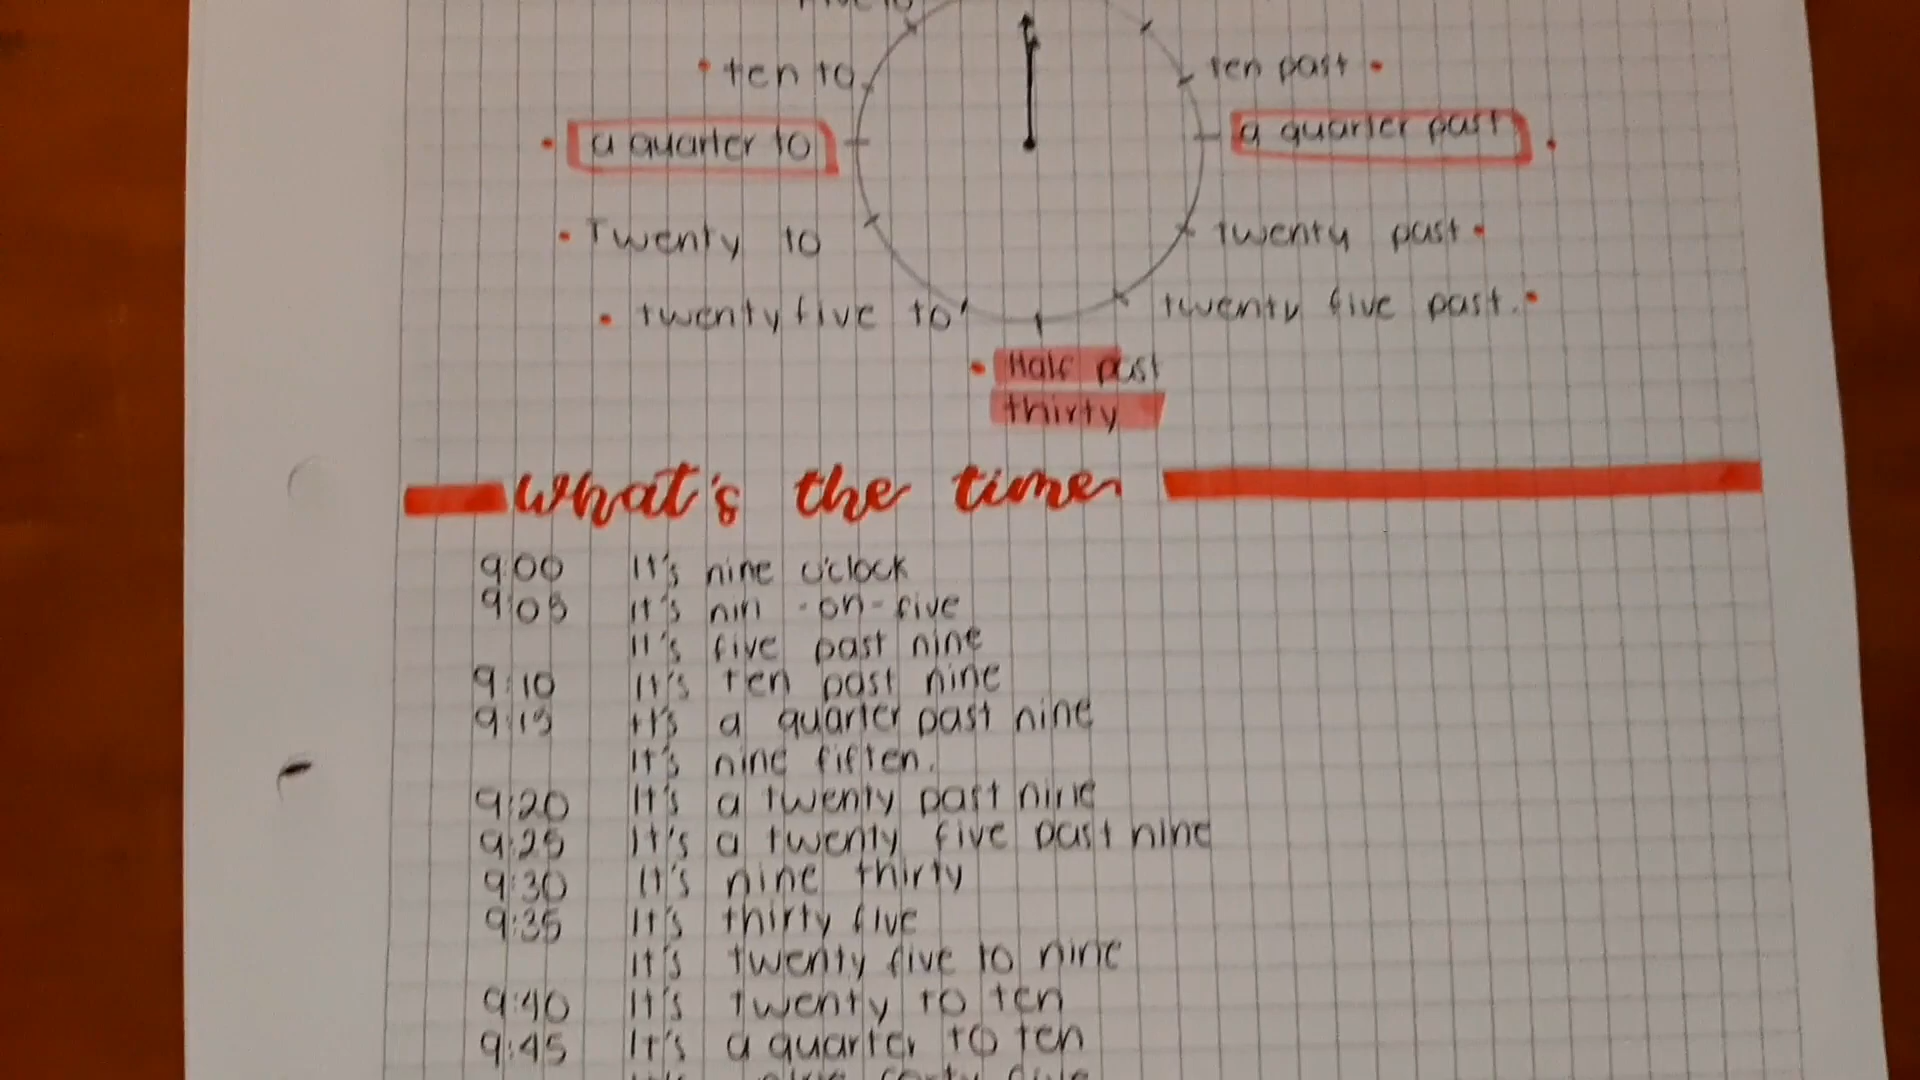 ten to
ten past
a quarter to
a quarter past
Twenty to
twenty past
twenty five to
twenty five past.
Half past
thirty
What's the time
9:00 It's nine o'clock
9:05 It's nin -on-five
It's five past nine
9:10 It's ten past nine
9:15 It's a quarter past nine
It's nine fiften.
9:20 It's a twenty past nine
9:25 It's a twenty five past nine
9:30 It's nine thirty
9:35 It's thirty five
It's twenty five to nine
9:40 It's twenty to ten
9:45 It's a quarter to ten